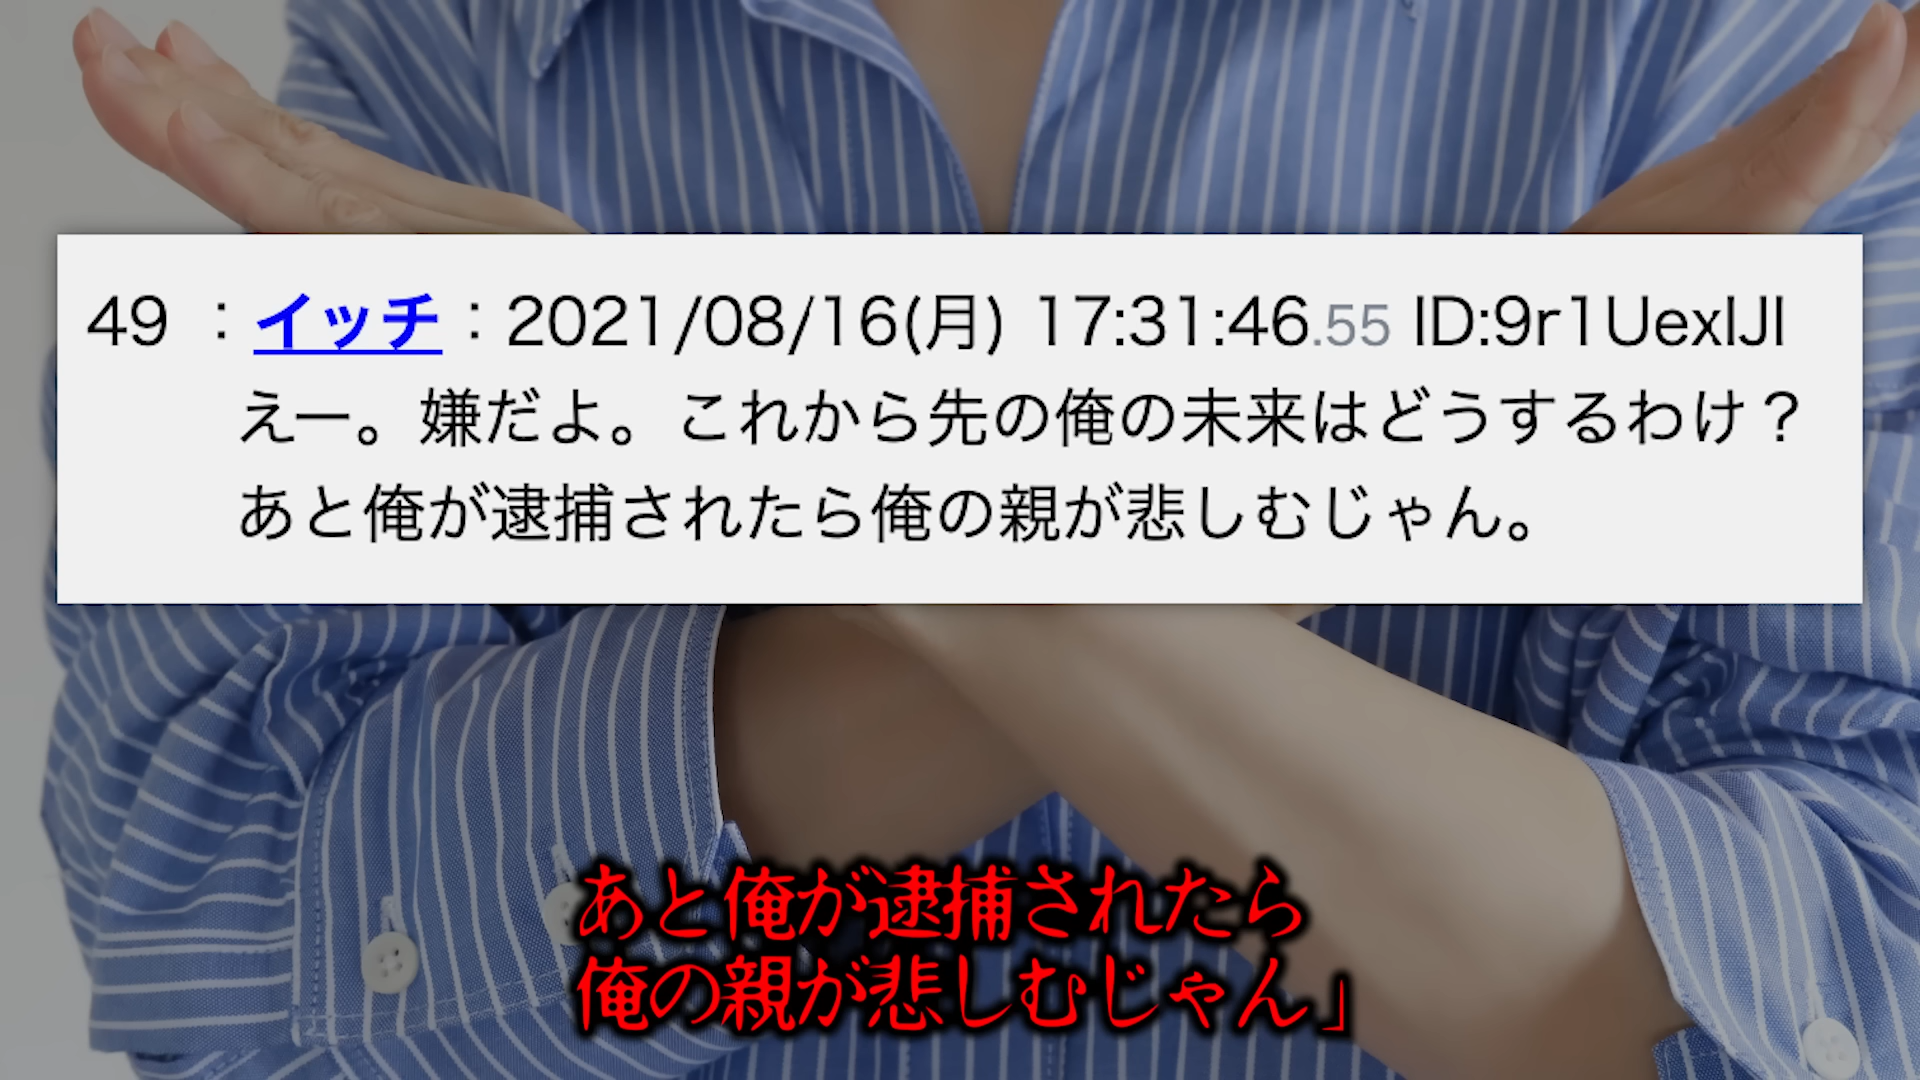 49 ：イッチ：2021/08/16(月) 17:31:46.55 ID:9r1UexIJI
えー。嫌だよ。これから先の俺の未来はどうするわけ？
あと俺が逮捕されたら俺の親が悲しむじゃん。
あと俺が逮捕されたら
俺の親が悲しむじゃん」